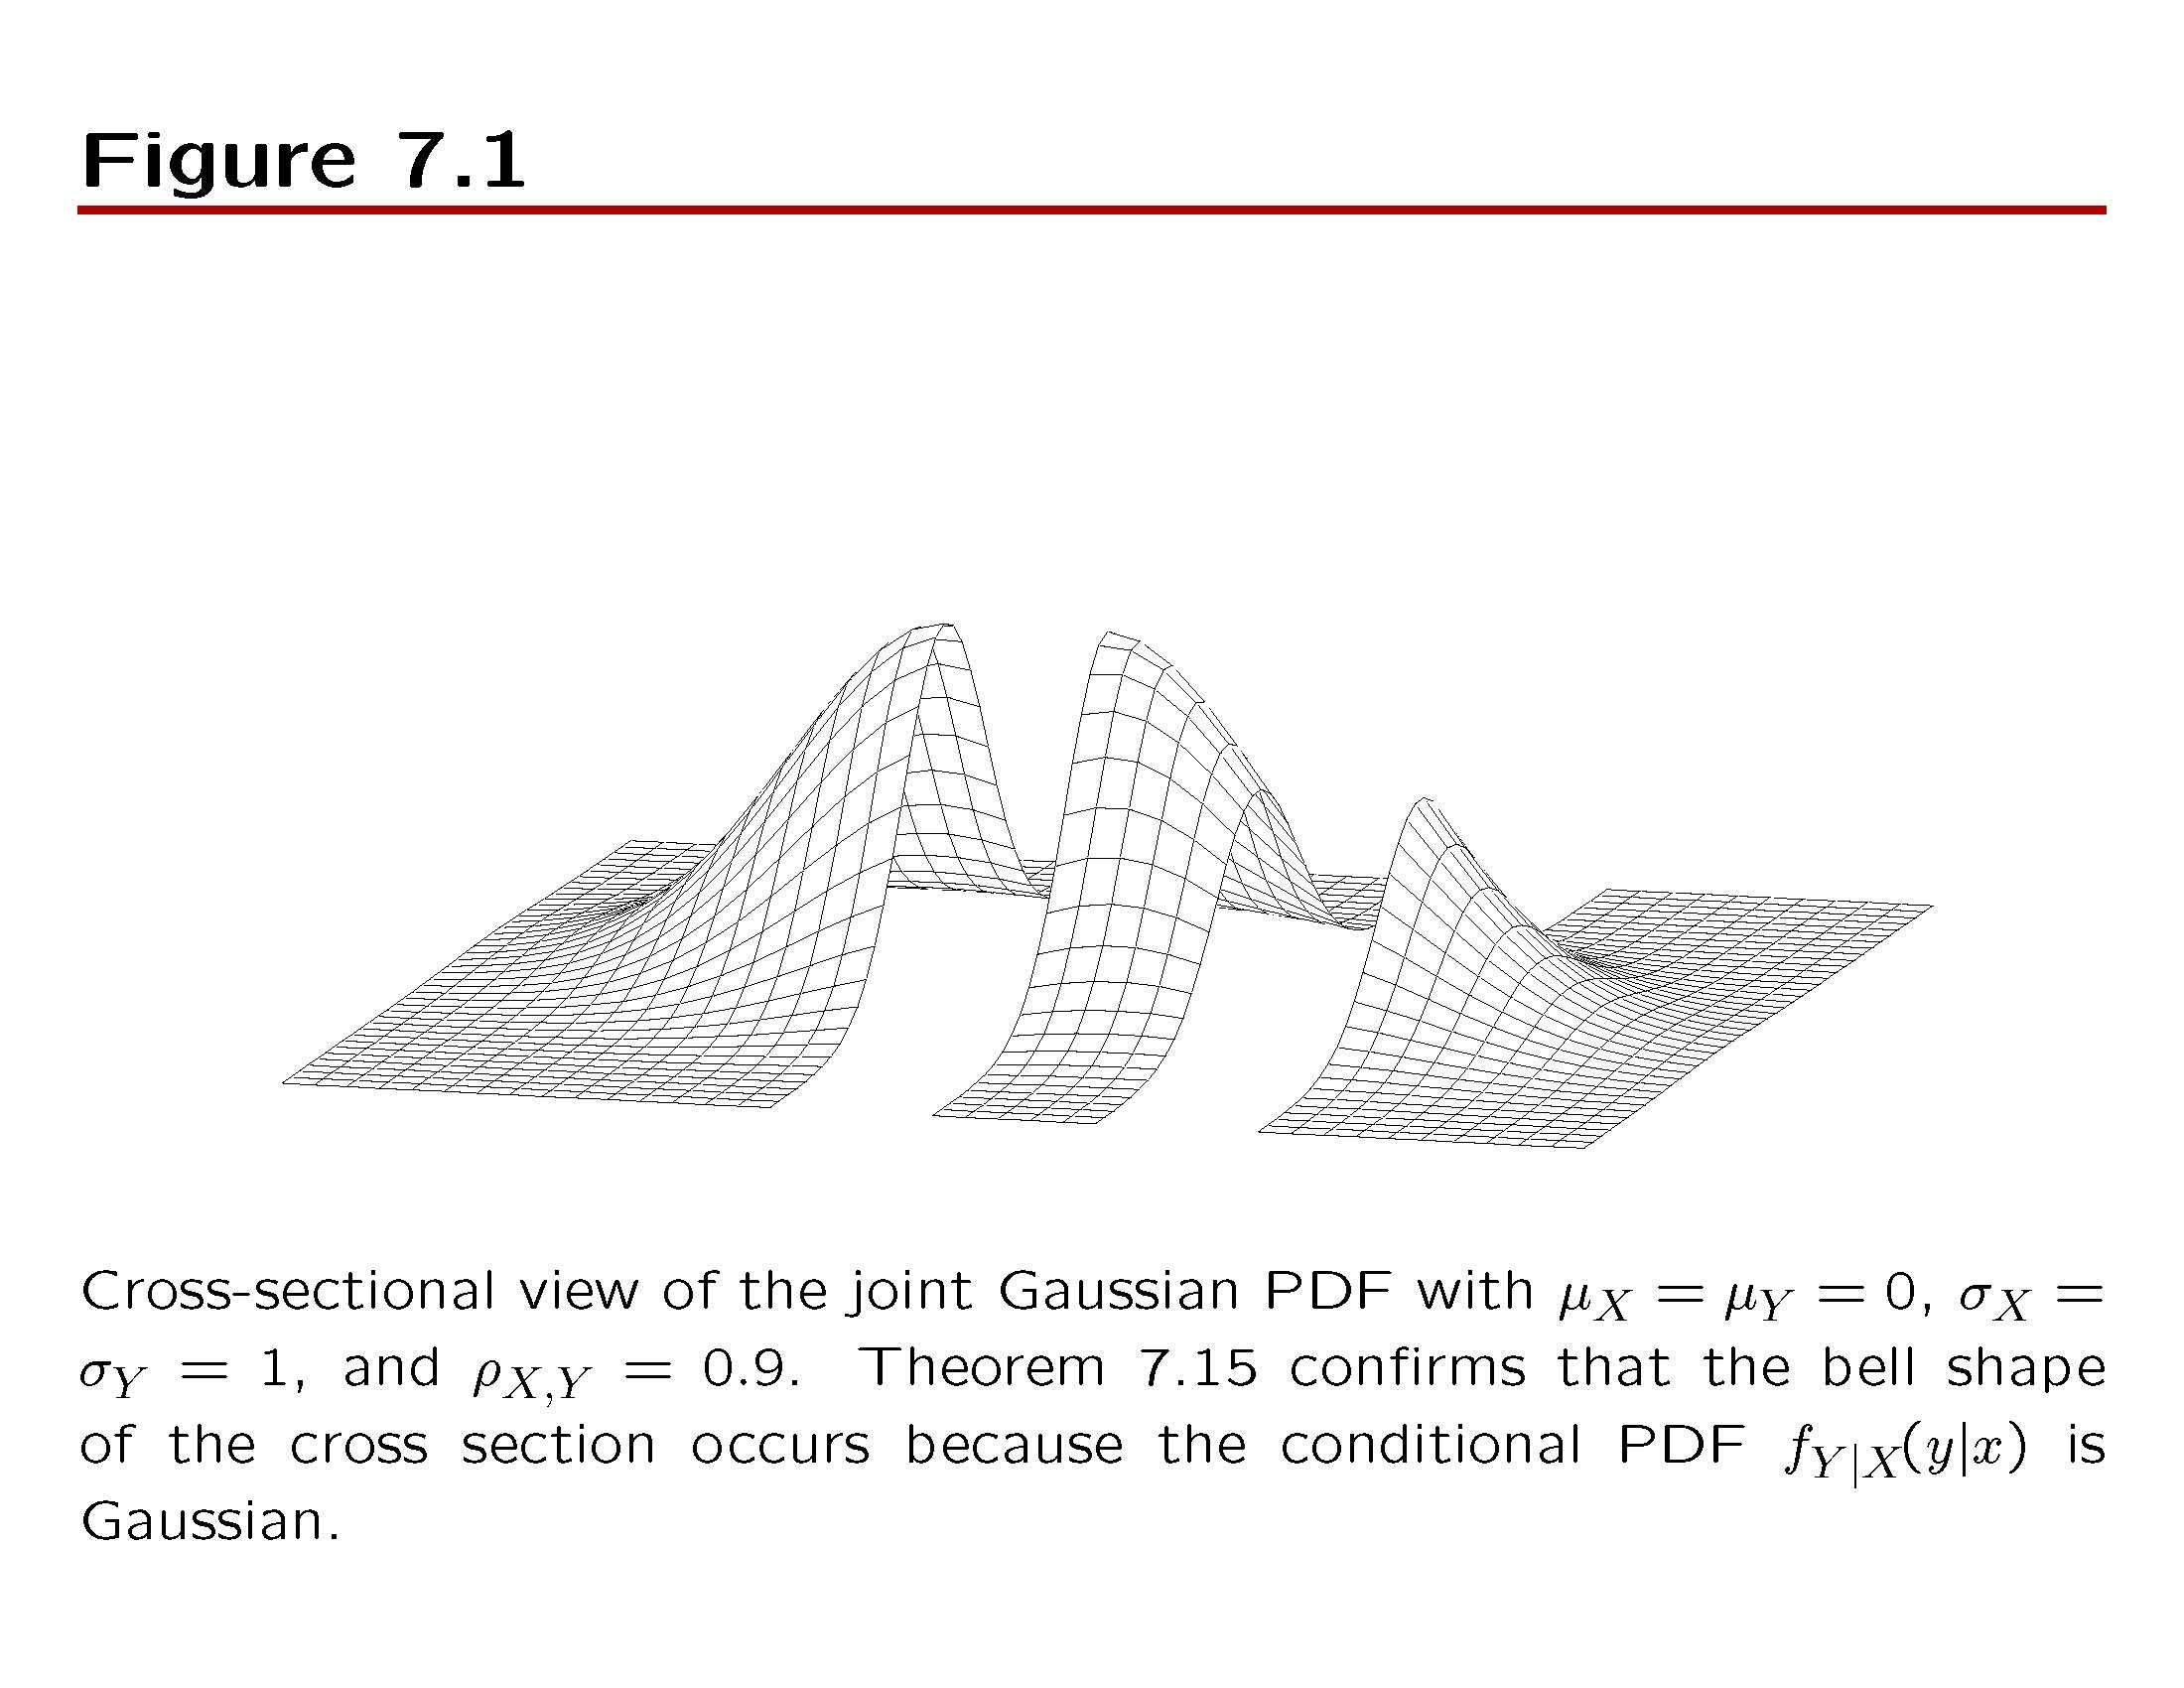 Figure 7.1
Cross-sectional view of the joint Gaussian PDF with μ_X = μ_Y = 0, σ_X =
σ_Y = 1, and ρ_{X,Y} = 0.9. Theorem 7.15 confirms that the bell shape
of the cross section occurs because the conditional PDF f_{Y|X}(y|x) is
Gaussian.